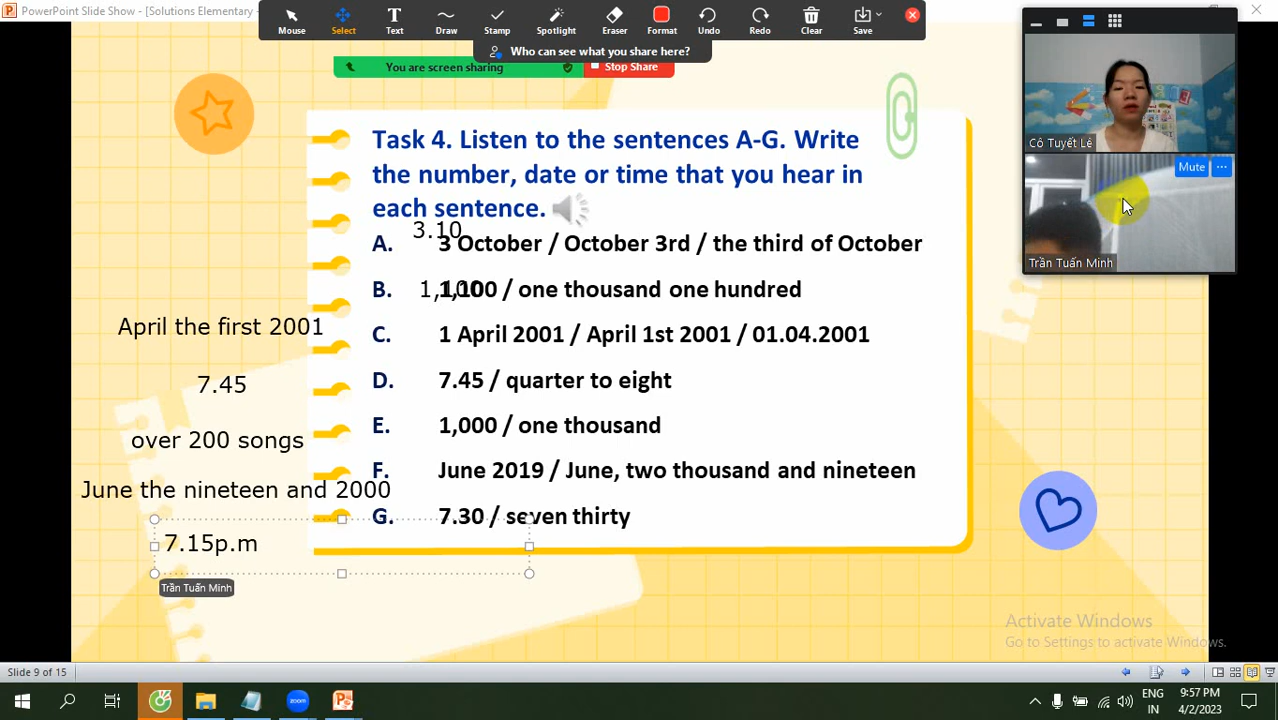 PowerPoint Slide Show - [Solutions Elementary -
Mouse
Select
Text
Draw
Stamp
Spotlight
Eraser
Format
Undo
Redo
Clear
Save
Who can see what you share here?
You are screen sharing
Stop Share
Cô Tuyết Lê
Mute
Trần Tuấn Minh
Task 4. Listen to the sentences A-G. Write
the number, date or time that you hear in
each sentence.
3.10
A. 3 October / October 3rd / the third of October
1,100
B. 1,100 / one thousand one hundred
April the first 2001
C. 1 April 2001 / April 1st 2001 / 01.04.2001
7.45
D. 7.45 / quarter to eight
over 200 songs
E. 1,000 / one thousand
June the nineteen and 2000
F. June 2019 / June, two thousand and nineteen
G. 7.30 / seven thirty
7.15p.m
Trần Tuấn Minh
Activate Windows
Go to Settings to activate Windows.
Slide 9 of 15
zoom
ENG
IN
9:57 PM
4/2/2023